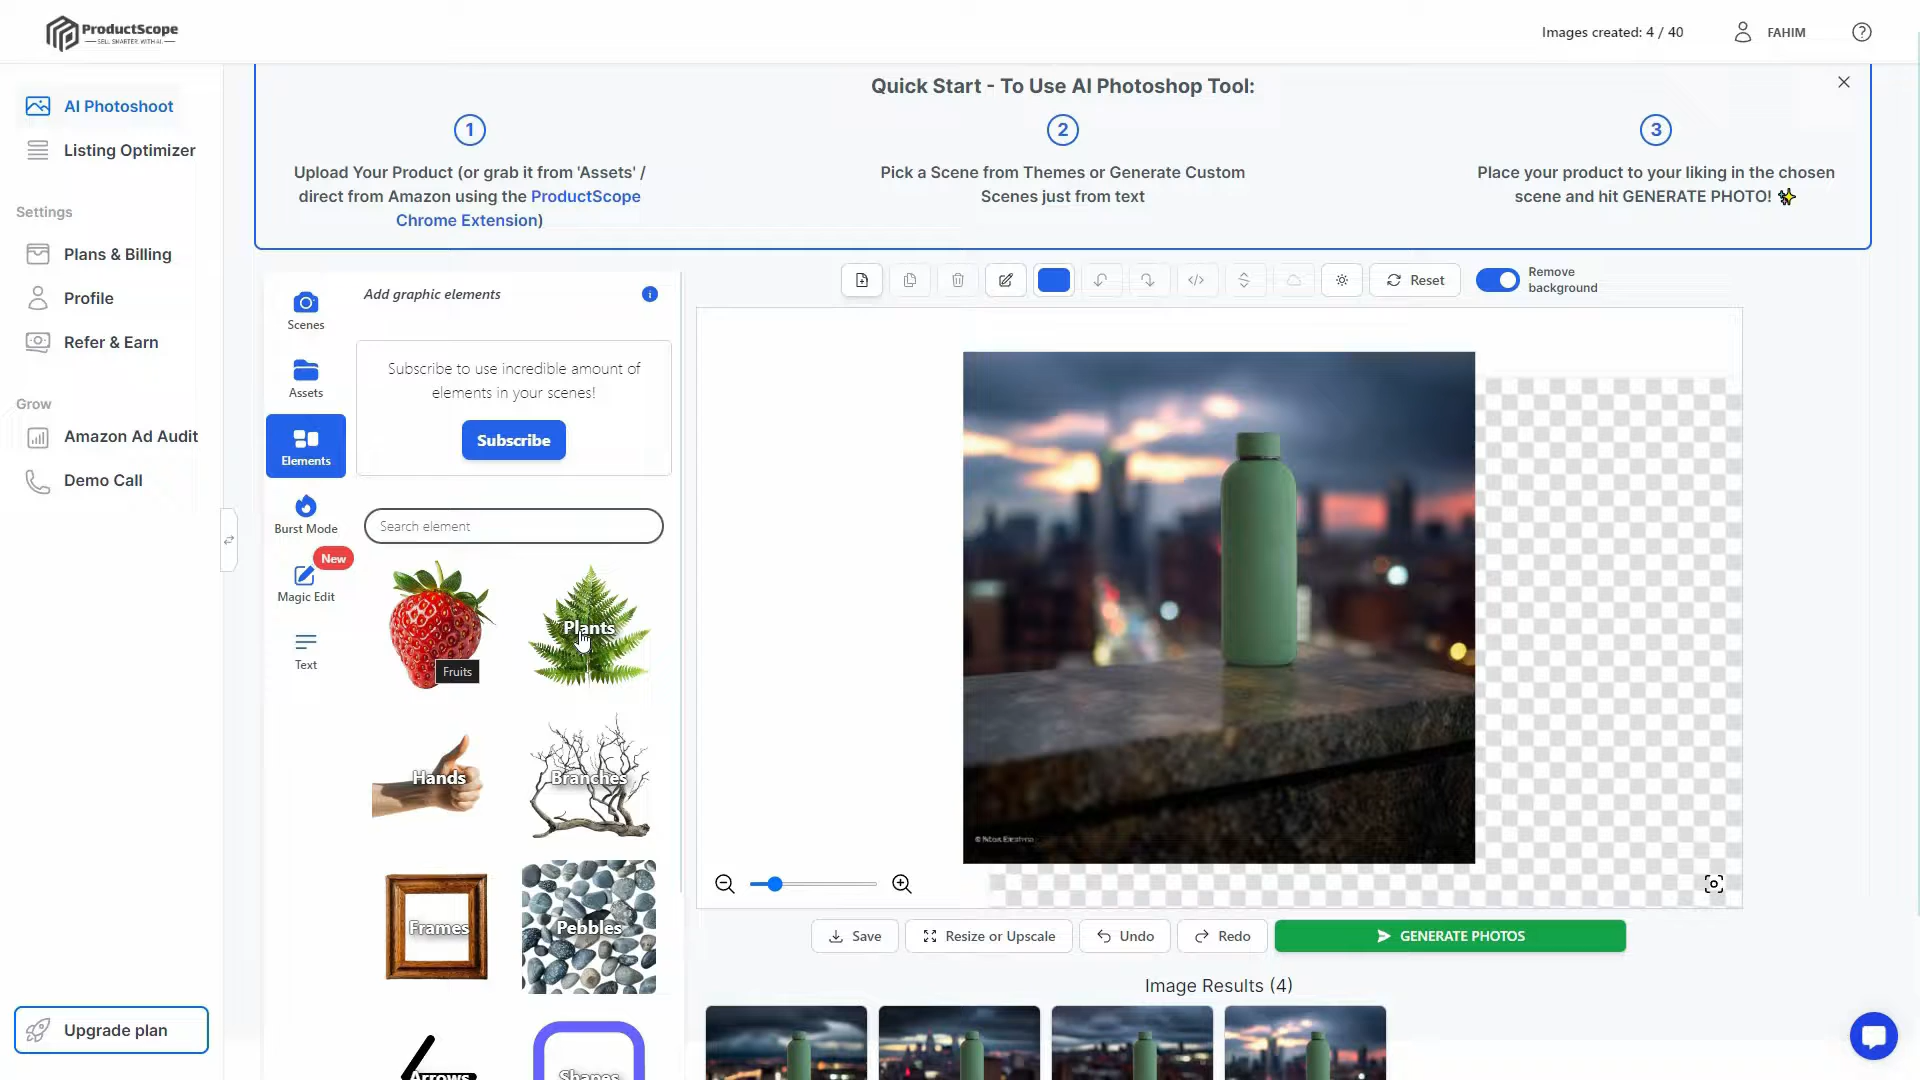 ProductScope
SELL SMARTER. WITH AI.
Images created: 4 / 40
FAHIM
AI Photoshoot
Listing Optimizer
Settings
Plans & Billing
Profile
Refer & Earn
Grow
Amazon Ad Audit
Demo Call
Upgrade plan
Quick Start - To Use AI Photoshop Tool:
1
Upload Your Product (or grab it from 'Assets' /
direct from Amazon using the ProductScope
Chrome Extension)
2
Pick a Scene from Themes or Generate Custom
Scenes just from text
3
Place your product to your liking in the chosen
scene and hit GENERATE PHOTO! ✨
Scenes
Assets
Elements
Burst Mode
New
Magic Edit
Text
Add graphic elements
Subscribe to use incredible amount of
elements in your scenes!
Subscribe
Search element
Fruits
Plants
Hands
Branches
Frames
Pebbles
Arrows
Shapes
Reset
Remove
background
Save
Resize or Upscale
Undo
Redo
GENERATE PHOTOS
Image Results (4)